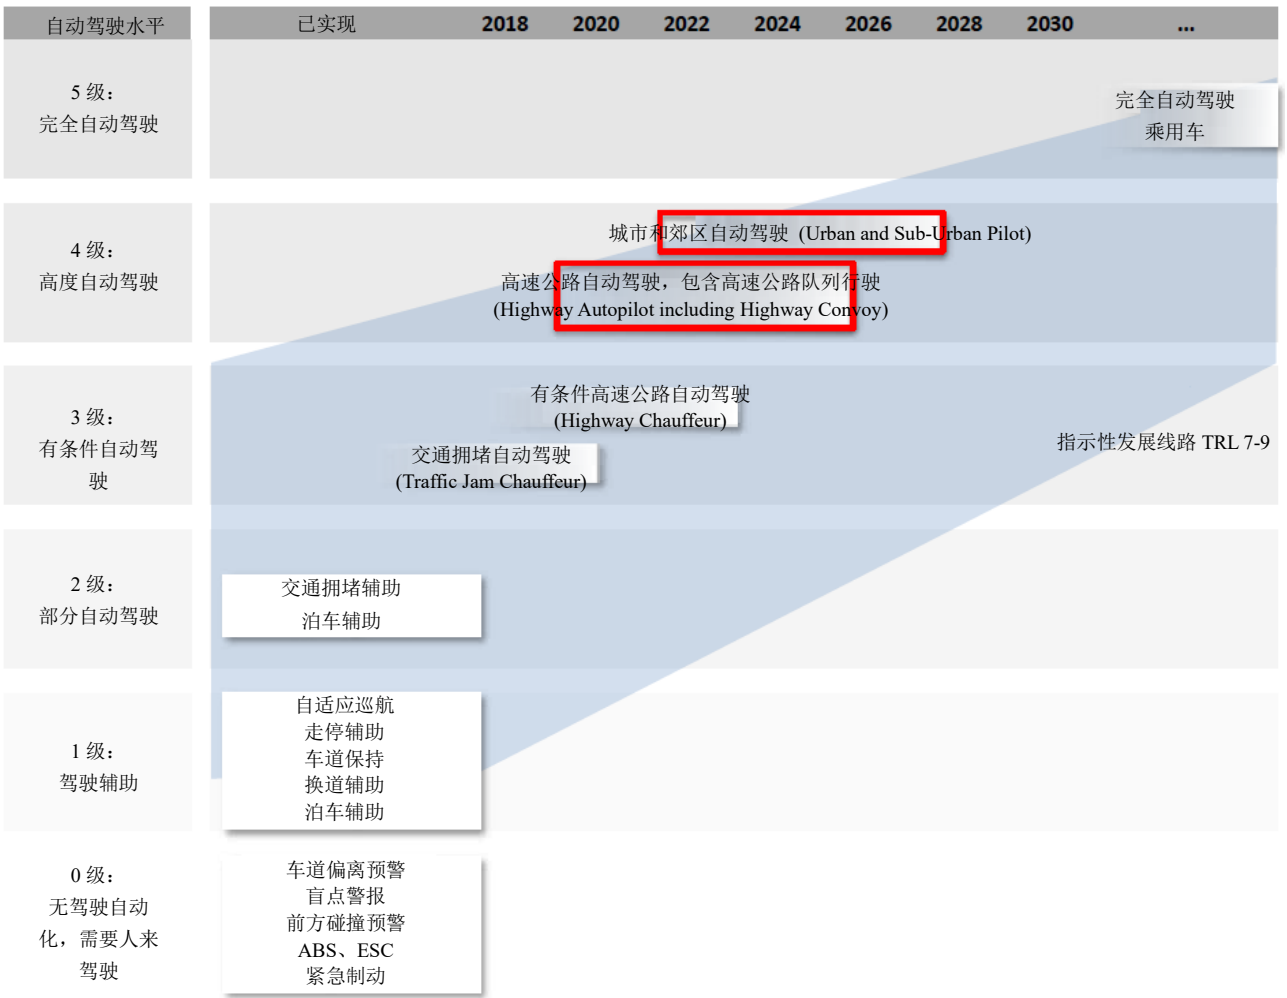 自动驾驶水平
已实现
2018
2020
2022
2024
2026
2028
2030
...
5 级：
完全自动驾驶
完全自动驾驶
乘用车
4 级：
高度自动驾驶
城市和郊区自动驾驶 (Urban and Sub-Urban Pilot)
高速公路自动驾驶，包含高速公路队列行驶
(Highway Autopilot including Highway Convoy)
3 级：
有条件自动驾
驶
有条件高速公路自动驾驶
(Highway Chauffeur)
交通拥堵自动驾驶
(Traffic Jam Chauffeur)
指示性发展线路 TRL 7-9
2 级：
部分自动驾驶
交通拥堵辅助
泊车辅助
1 级：
驾驶辅助
自适应巡航
走停辅助
车道保持
换道辅助
泊车辅助
0 级：
无驾驶自动
化，需要人来
驾驶
车道偏离预警
盲点警报
前方碰撞预警
ABS、ESC
紧急制动